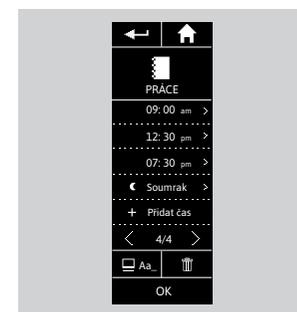 PRÁCE
09:00 am >
12:30 pm >
07:30 pm >
Soumrak >
+ Přidat čas
< 4/4 >
Aa_
OK